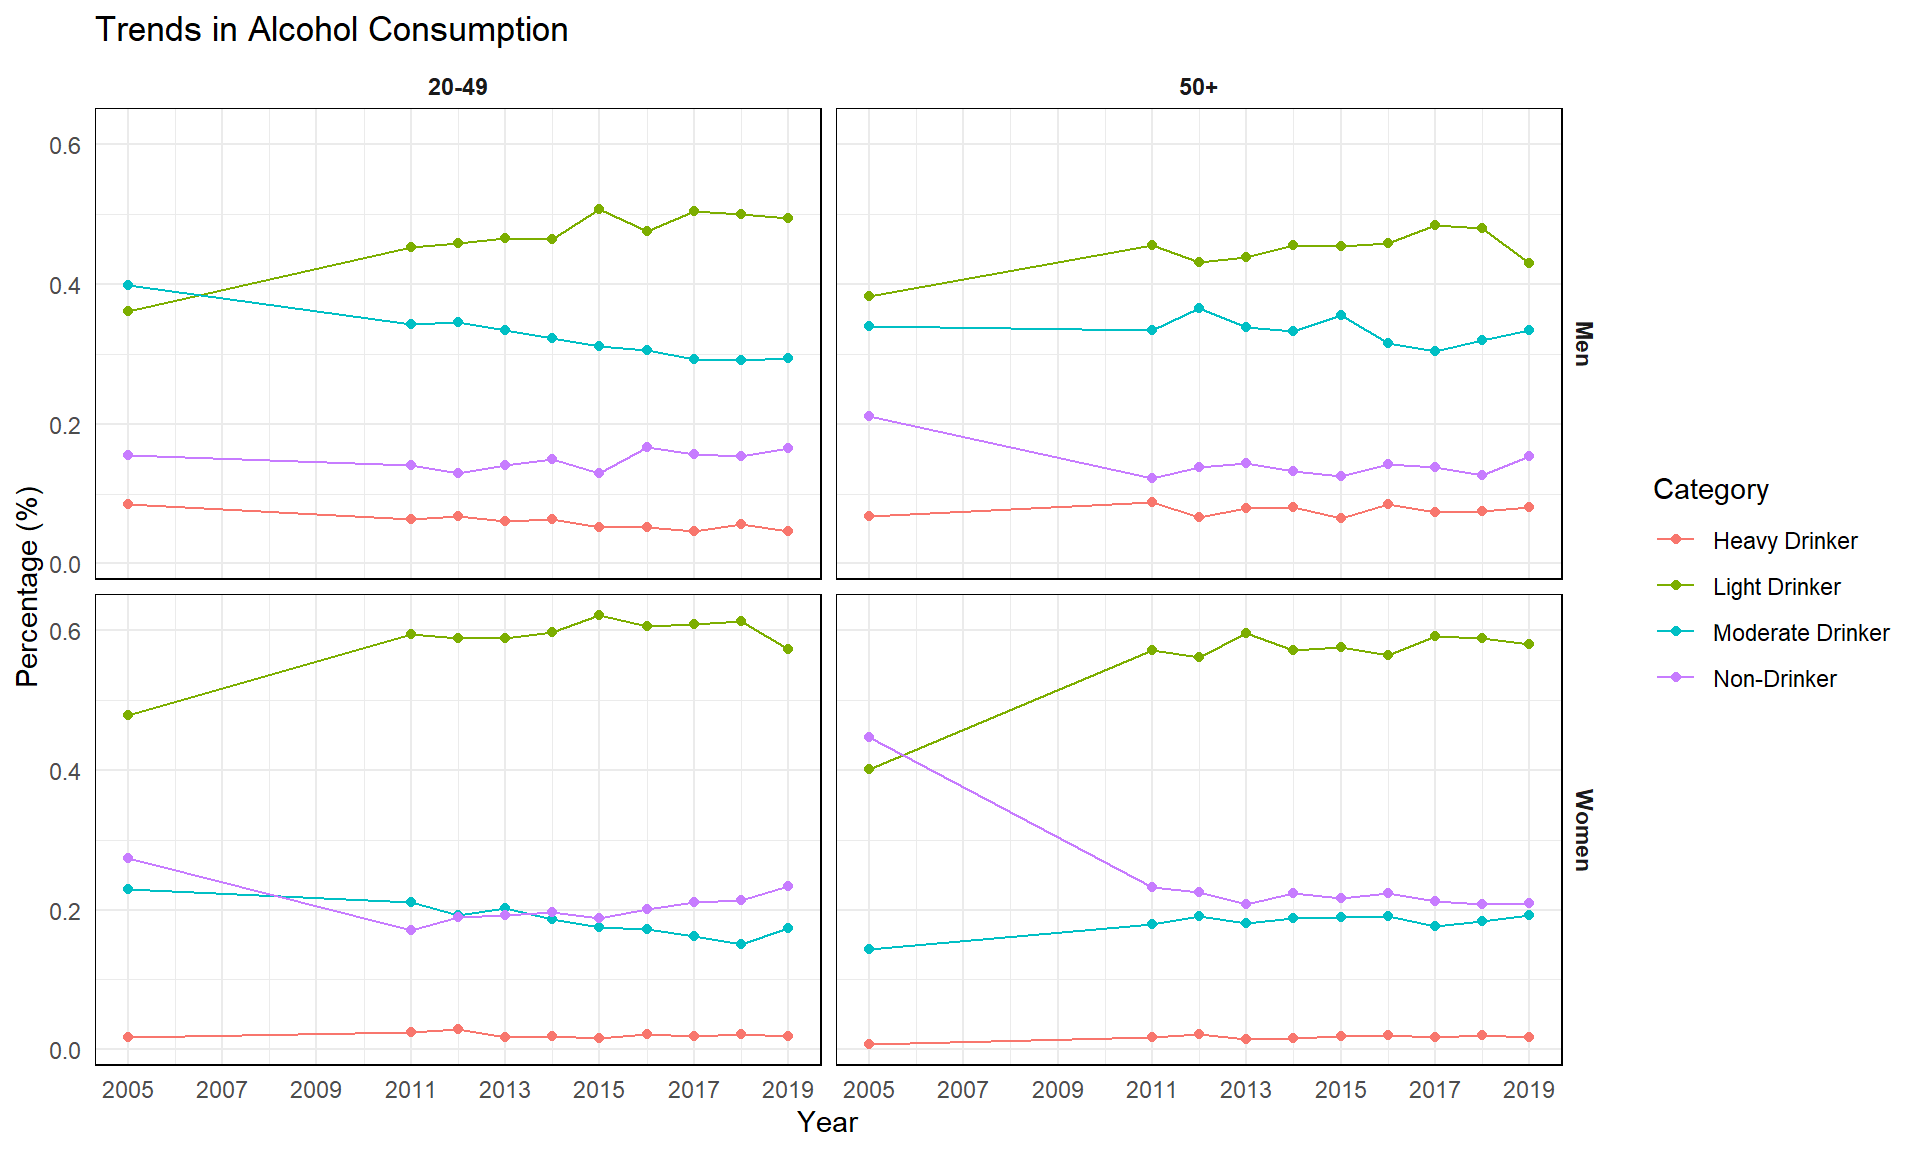 Trends in Alcohol Consumption
20-49
50+
0.6
0.4
0.2
0.0
Men
0.6
0.4
0.2
0.0
Women
Percentage (%)
2005 2007 2009 2011 2013 2015 2017 2019
2005 2007 2009 2011 2013 2015 2017 2019
Year
Category
Heavy Drinker
Light Drinker
Moderate Drinker
Non-Drinker